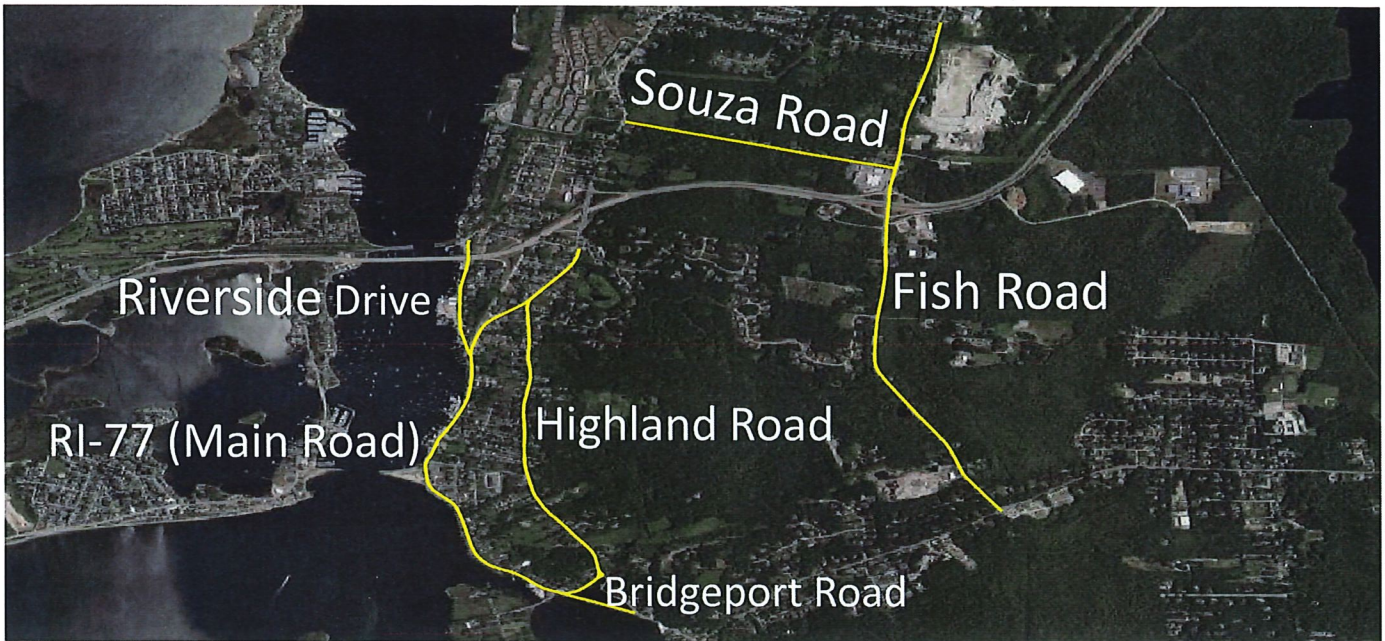 Souza Road
Riverside Drive
Fish Road
RI-77 (Main Road)
Highland Road
Bridgeport Road